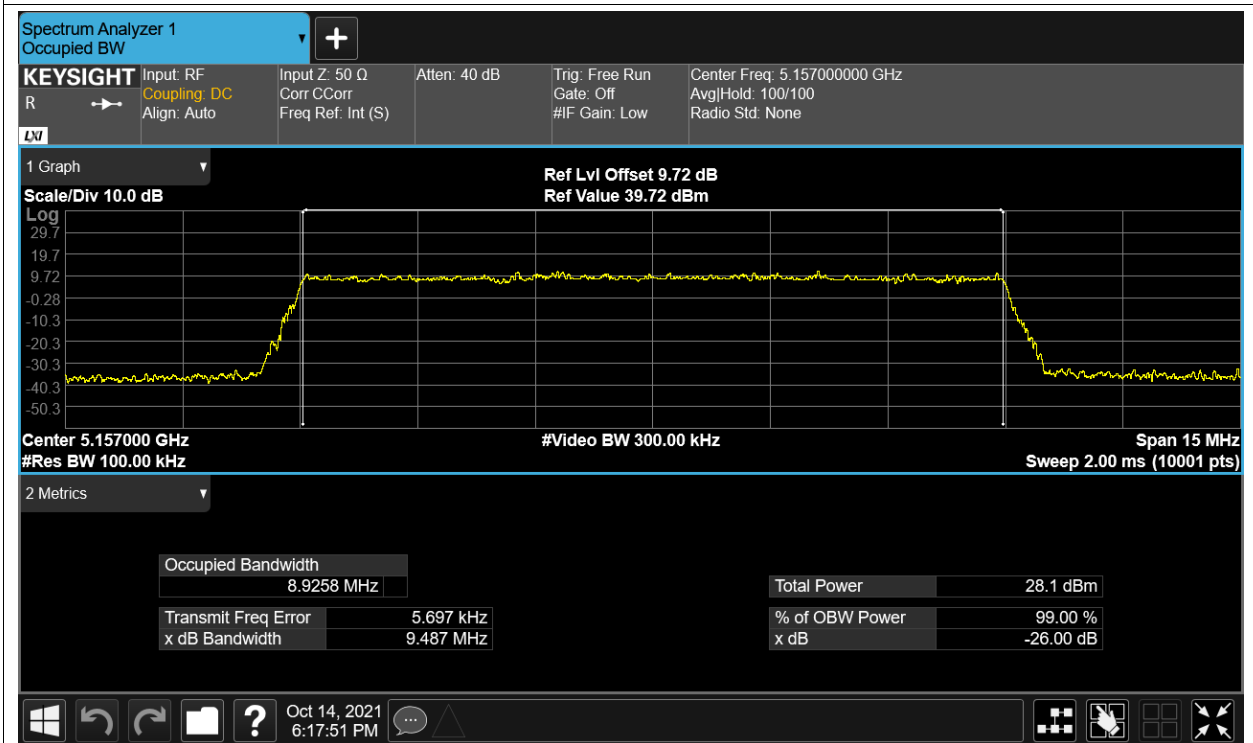 Spectrum Analyzer 1
Occupied BW
KEYSIGHT
R
LXI
Input: RF
Coupling: DC
Align: Auto
Input Z: 50 Ω
Corr CCorr
Freq Ref: Int (S)
Atten: 40 dB
Trig: Free Run
Gate: Off
#IF Gain: Low
Center Freq: 5.157000000 GHz
Avg|Hold: 100/100
Radio Std: None
1 Graph
Scale/Div 10.0 dB
Ref Lvl Offset 9.72 dB
Ref Value 39.72 dBm
Log
29.7
19.7
9.72
-0.28
-10.3
-20.3
-30.3
-40.3
-50.3
Center 5.157000 GHz
#Video BW 300.00 kHz
Span 15 MHz
#Res BW 100.00 kHz
Sweep 2.00 ms (10001 pts)
2 Metrics
Occupied Bandwidth
8.9258 MHz
Total Power 28.1 dBm
Transmit Freq Error 5.697 kHz
% of OBW Power 99.00 %
x dB Bandwidth 9.487 MHz
x dB -26.00 dB
?
Oct 14, 2021
6:17:51 PM